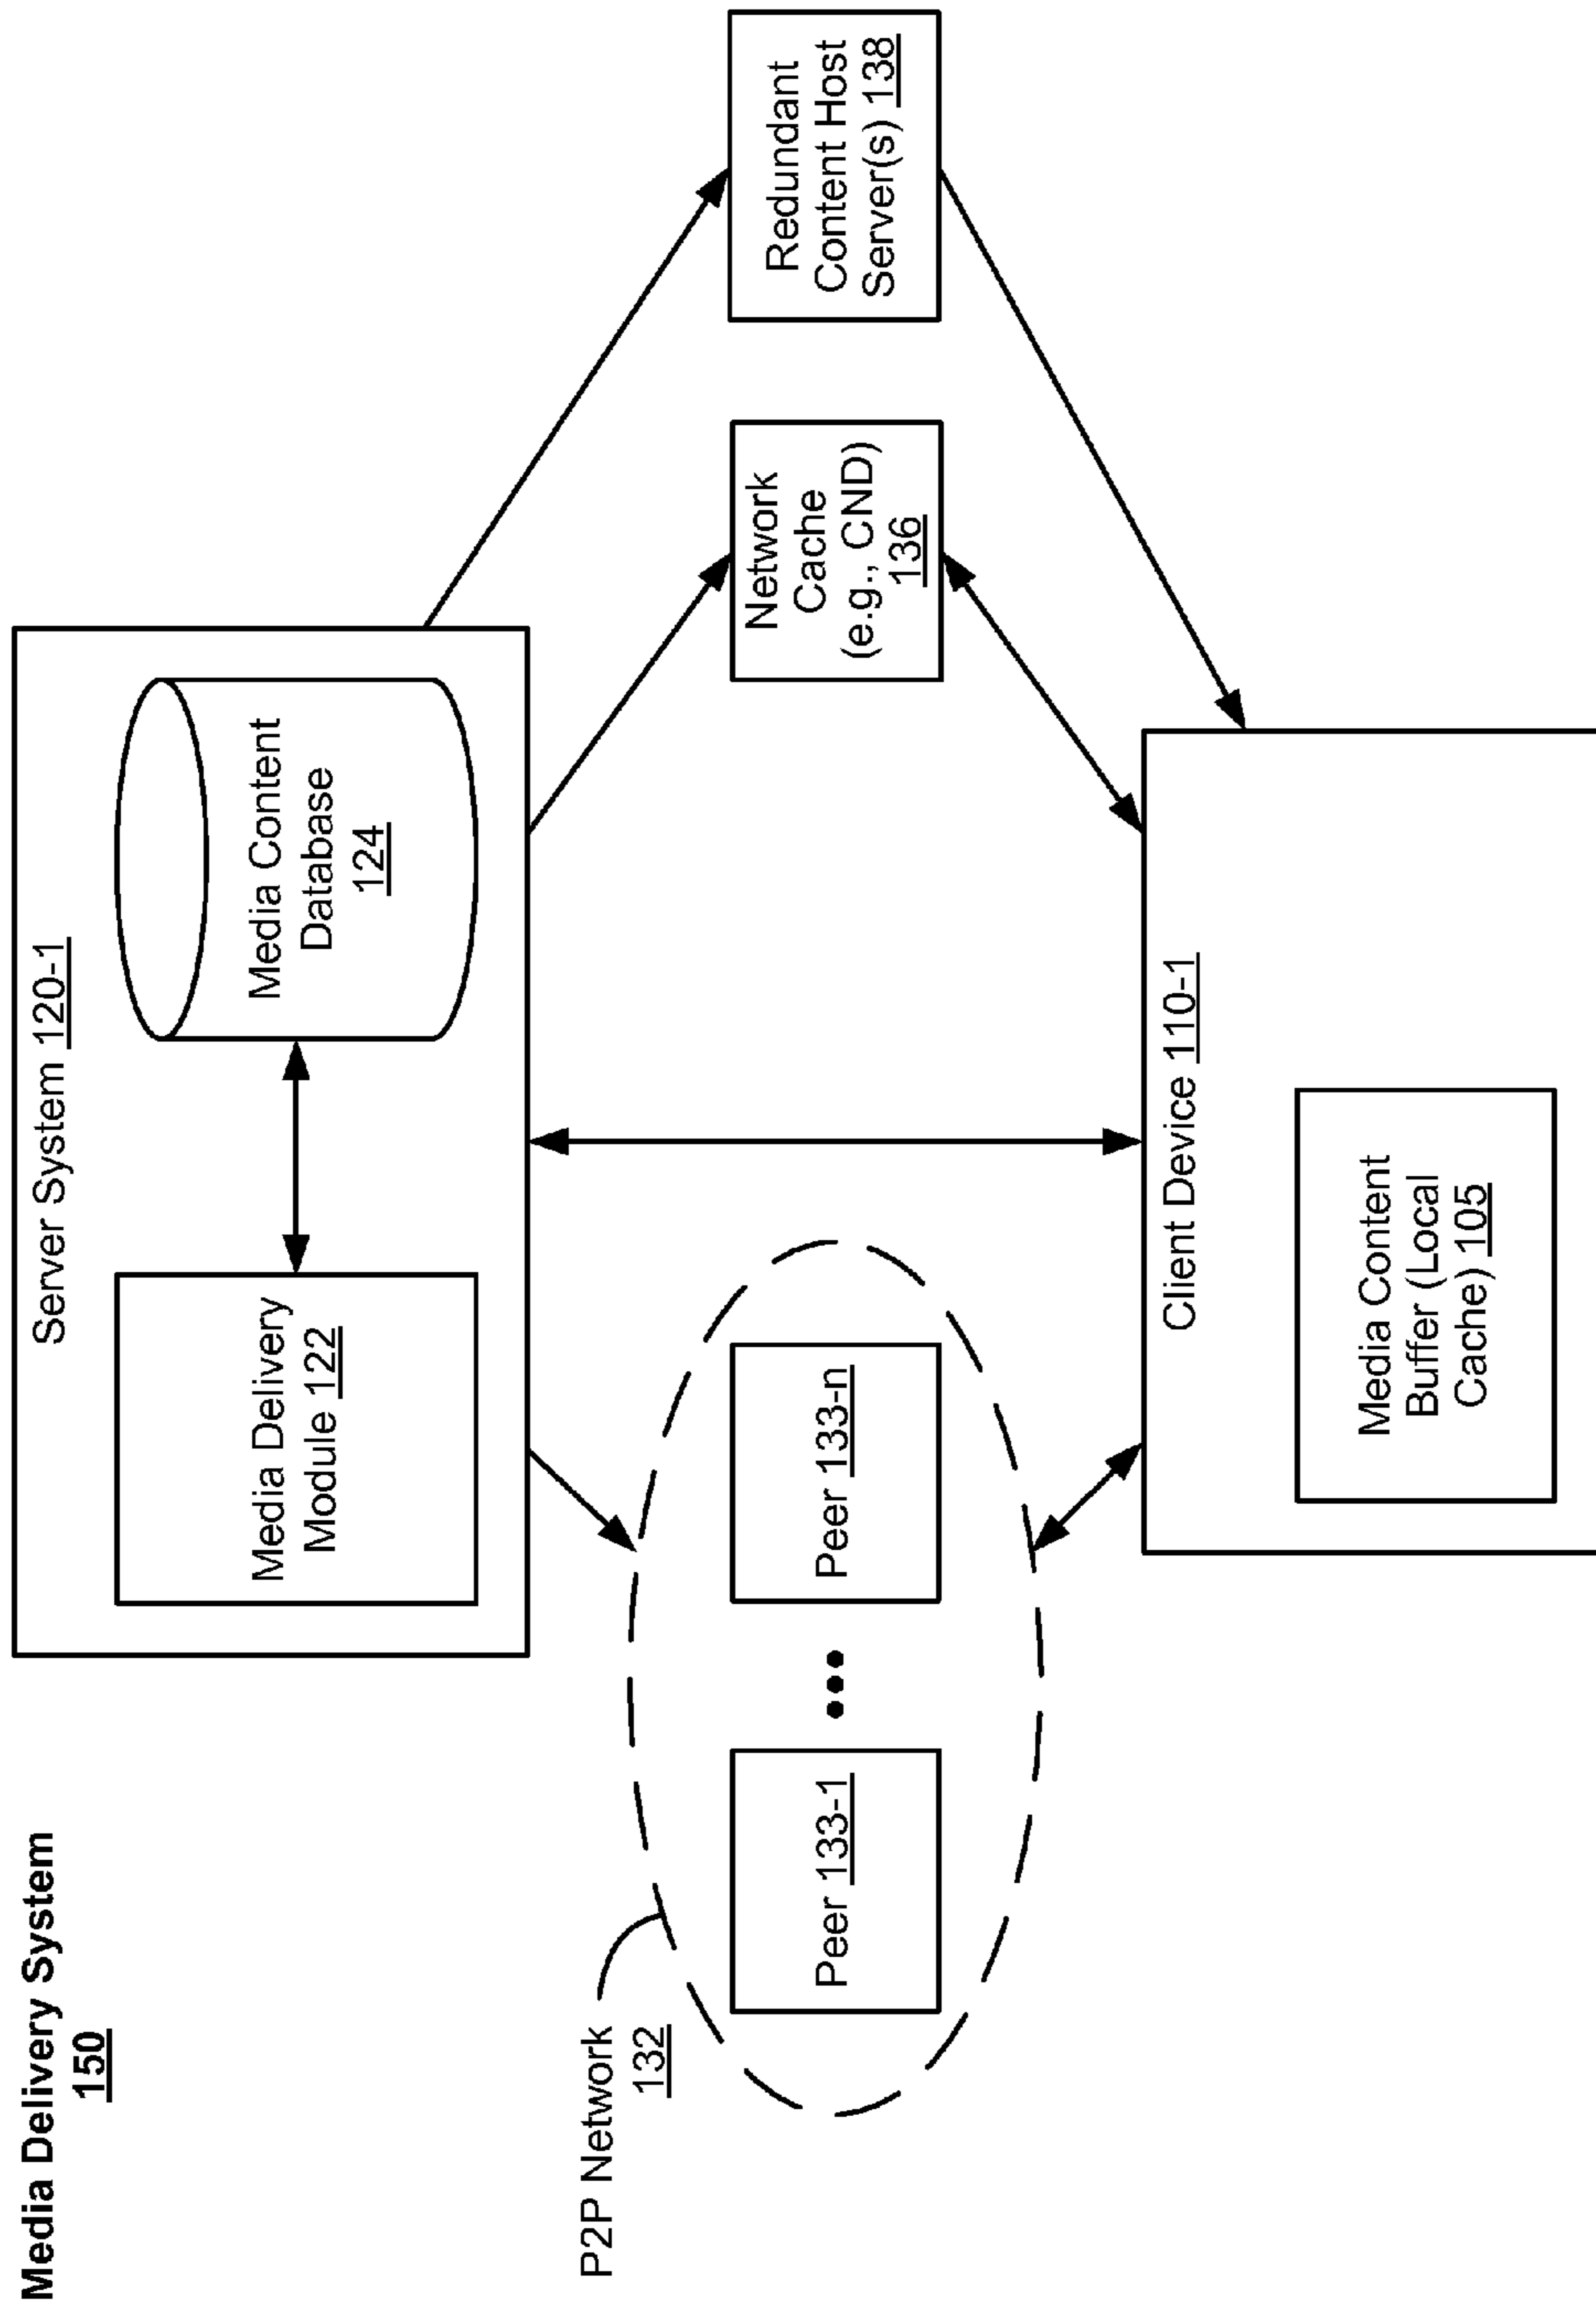 Media Delivery System
150
Server System 120-1
Media Delivery
Module 122
Media Content
Database
124
P2P Network
132
Peer 133-1
Peer 133-n
Network
Cache
(e.g., CND)
136
Redundant
Content Host
Server(s) 138
Client Device 110-1
Media Content
Buffer (Local
Cache) 105